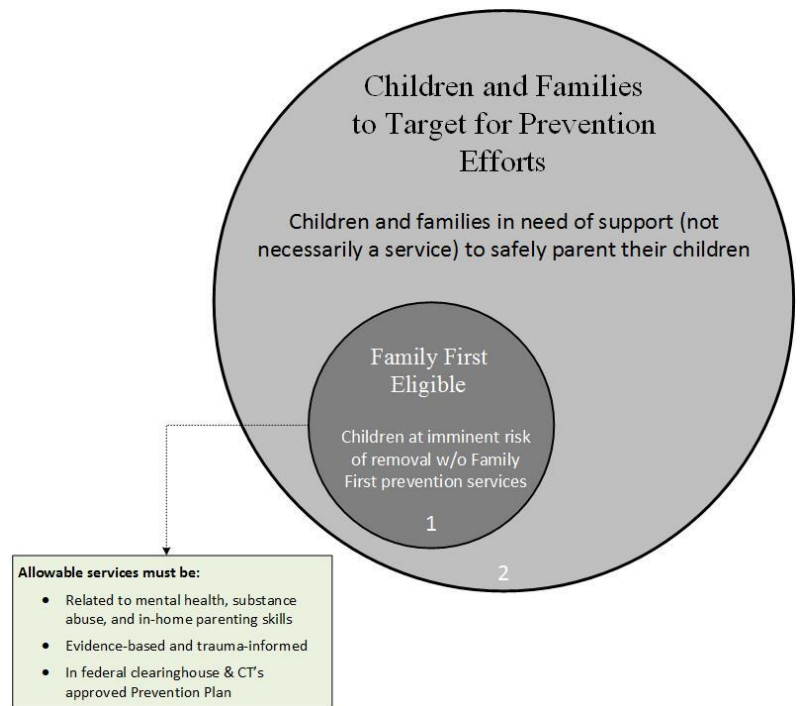 Children and Families
to Target for Prevention
Efforts
Children and families in need of support (not
necessarily a service) to safely parent their children
Family First
Eligible
Children at imminent risk
of removal w/o Family
First prevention services
1
2
Allowable services must be:
• Related to mental health, substance
abuse, and in-home parenting skills
• Evidence-based and trauma-informed
• In federal clearinghouse & CT's
approved Prevention Plan